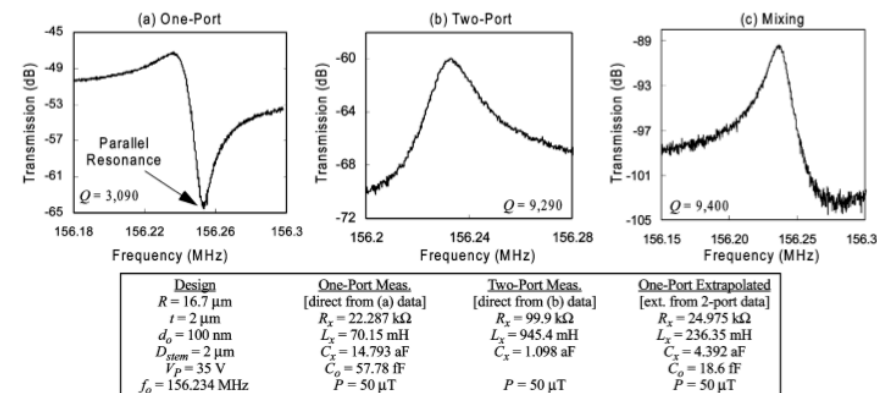 (a) One-Port
-45
-49
-53
-57
-61
-65
Transmission (dB)
Parallel
Resonance
Q = 3,090
156.18 156.22 156.26 156.3
Frequency (MHz)
(b) Two-Port
-60
-64
-68
-72
Transmission (dB)
Q = 9,290
156.2 156.24 156.28
Frequency (MHz)
(c) Mixing
-89
-93
-97
-101
-105
Transmission (dB)
Q = 9,400
156.15 156.20 156.25 156.3
Frequency (MHz)
Design
R = 16.7 μm
t = 2 μm
dₒ = 100 nm
D_stem = 2 μm
V_P = 35 V
fₒ = 156.234 MHz
One-Port Meas.
[direct from (a) data]
Rₓ = 22.287 kΩ
Lₓ = 70.15 mH
Cₓ = 14.793 aF
Cₒ = 57.78 fF
P = 50 μT
Two-Port Meas.
[direct from (b) data]
Rₓ = 99.9 kΩ
Lₓ = 945.4 mH
Cₓ = 1.098 aF
P = 50 μT
One-Port Extrapolated
[ext. from 2-port data]
Rₓ = 24.975 kΩ
Lₓ = 236.35 mH
Cₓ = 4.392 aF
Cₒ = 18.6 fF
P = 50 μT